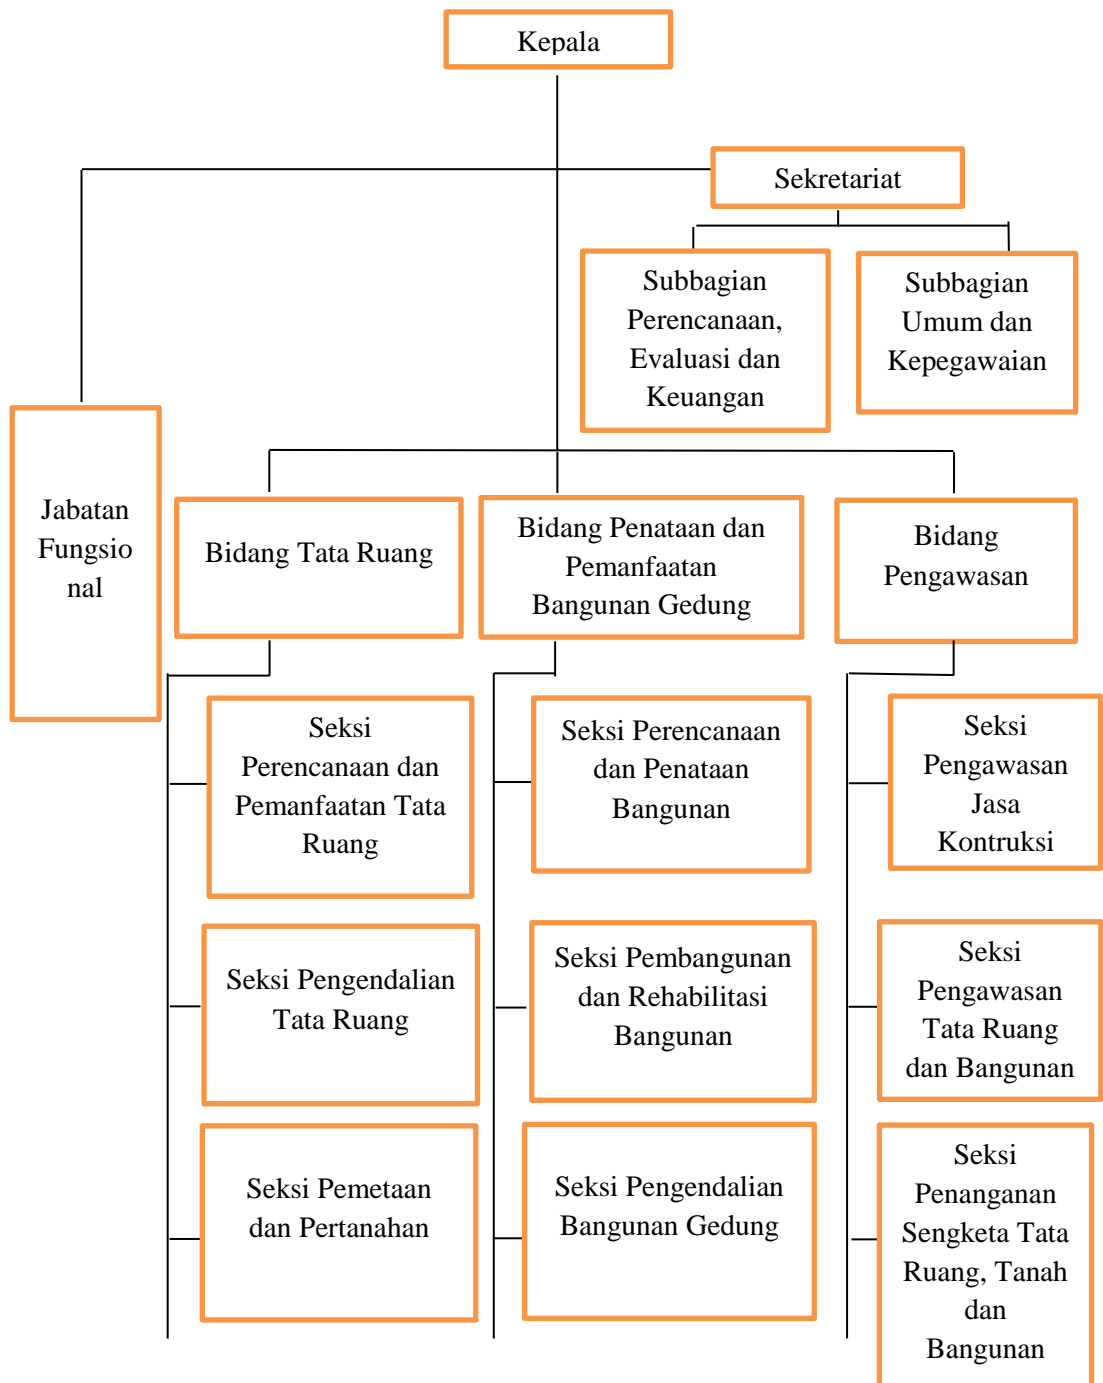 Kepala
Sekretariat
Subbagian
Perencanaan,
Evaluasi dan
Keuangan
Subbagian
Umum dan
Kepegawaian
Jabatan
Fungsio
nal
Bidang Tata Ruang
Bidang Penataan dan
Pemanfaatan
Bangunan Gedung
Bidang
Pengawasan
Seksi
Perencanaan dan
Pemanfaatan Tata
Ruang
Seksi Perencanaan
dan Penataan
Bangunan
Seksi
Pengawasan
Jasa
Kontruksi
Seksi Pengendalian
Tata Ruang
Seksi Pembangunan
dan Rehabilitasi
Bangunan
Seksi
Pengawasan
Tata Ruang
dan Bangunan
Seksi Pemetaan
dan Pertanahan
Seksi Pengendalian
Bangunan Gedung
Seksi
Penanganan
Sengketa Tata
Ruang, Tanah
dan
Bangunan